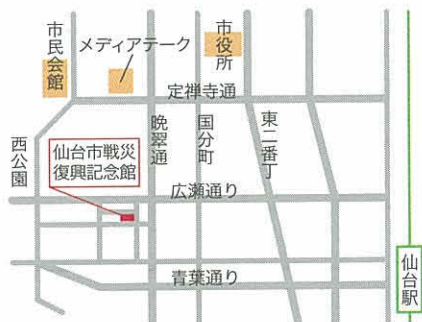 市民会館
メディアテーク
市役所
定禅寺通
西公園
仙台市戦災
復興記念館
晩翠通
国分町
東二番丁
広瀬通り
青葉通り
仙台駅